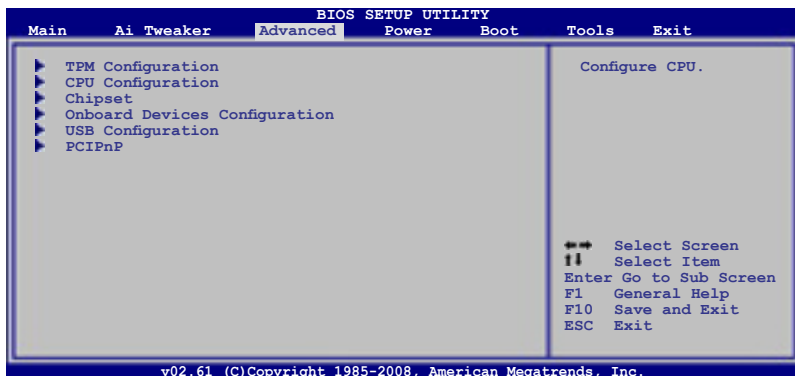 BIOS SETUP UTILITY
Main Ai Tweaker Advanced Power Boot Tools Exit
TPM Configuration
CPU Configuration
Chipset
Onboard Devices Configuration
USB Configuration
PCIPnP
Configure CPU.
←→ Select Screen
↑↓ Select Item
Enter Go to Sub Screen
F1 General Help
F10 Save and Exit
ESC Exit
v02.61 (C)Copyright 1985-2008, American Megatrends, Inc.